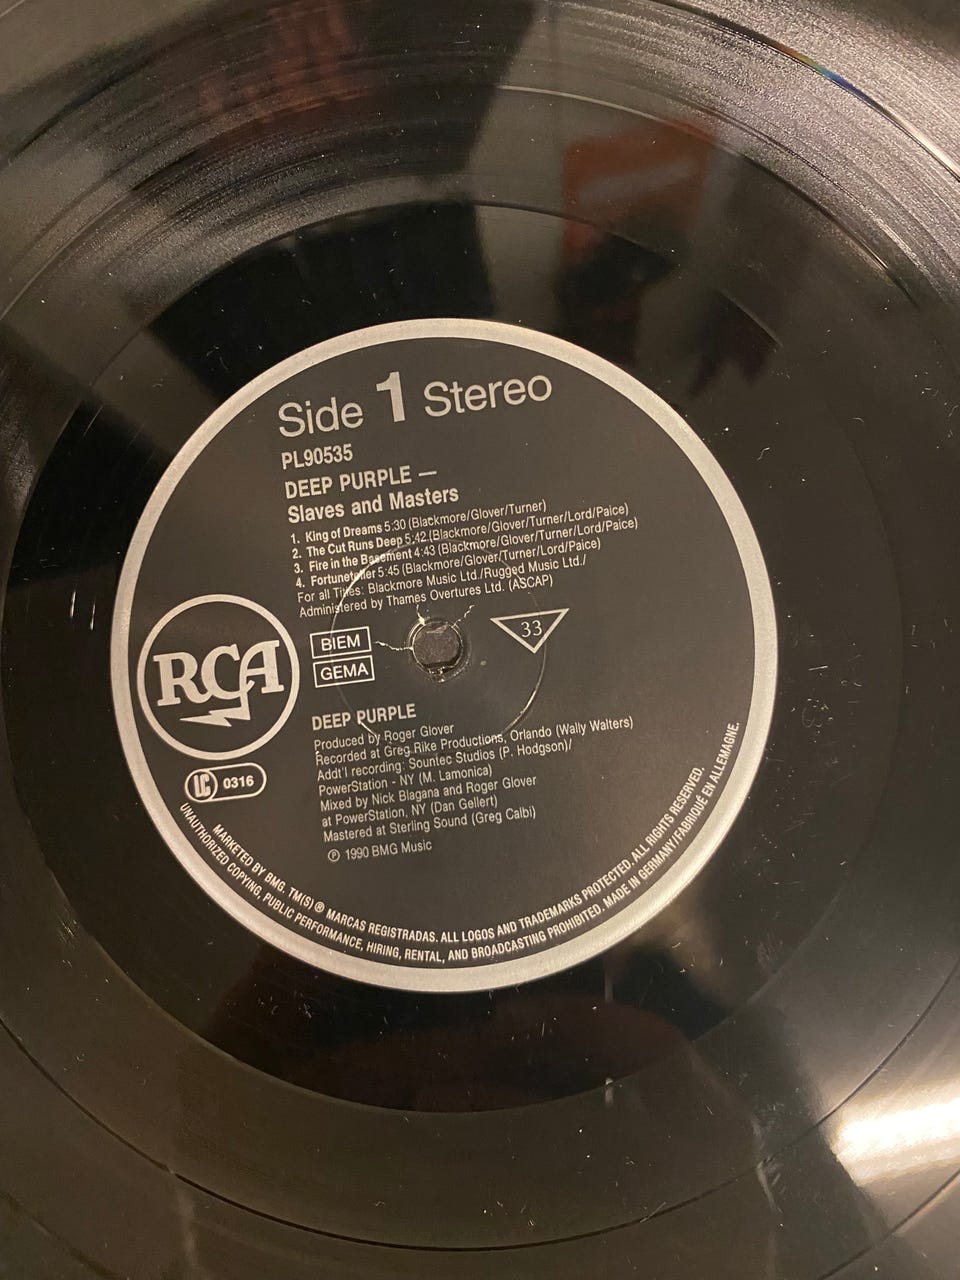 Side 1 Stereo
PL90535
DEEP PURPLE —
Slaves and Masters
1. King of Dreams 5:30 (Blackmore/Glover/Turner)
2. The Cut Runs Deep 5:42 (Blackmore/Glover/Turner/Lord/Paice)
3. Fire in the Basement 4:43 (Blackmore/Glover/Turner/Lord/Paice)
4. Fortuneteller 5:45 (Blackmore/Glover/Turner/Lord/Paice)
For all Titles: Blackmore Music Ltd./Rugged Music Ltd./
Administered by Thames Overtures Ltd. (ASCAP)
BIEM
GEMA
33
RCA
LC 0316
DEEP PURPLE
Produced by Roger Glover
Recorded at Greg Rike Productions, Orlando (Wally Walters)
Addt'l recording: Sountec Studios (P. Hodgson)/
PowerStation - NY (M. Lamonica)
Mixed by Nick Blagana and Roger Glover
at PowerStation, NY (Dan Gellert)
Mastered at Sterling Sound (Greg Calbi)
℗ 1990 BMG Music
MARKETED BY BMG. TM(S) ® MARCAS REGISTRADAS. ALL LOGOS AND TRADEMARKS PROTECTED. ALL RIGHTS RESERVED.
UNAUTHORIZED COPYING, PUBLIC PERFORMANCE, HIRING, RENTAL, AND BROADCASTING PROHIBITED. MADE IN GERMANY/FABRIQUÉ EN ALLEMAGNE.